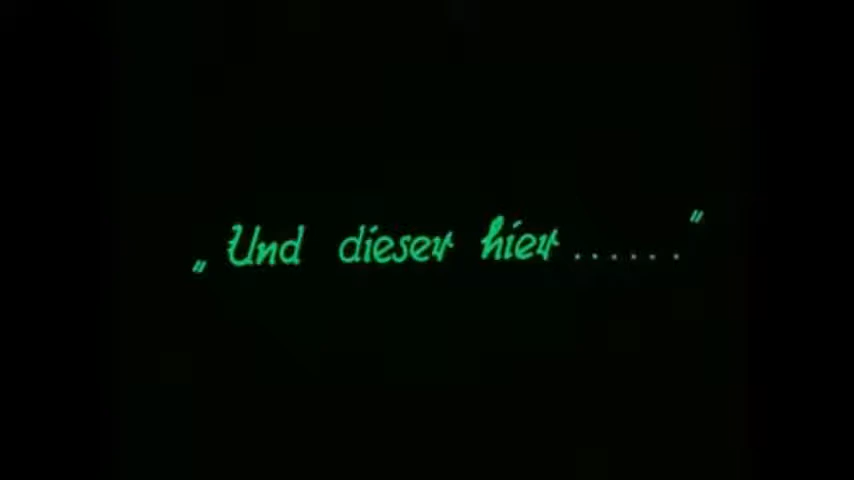 „Und dieser hier ......"